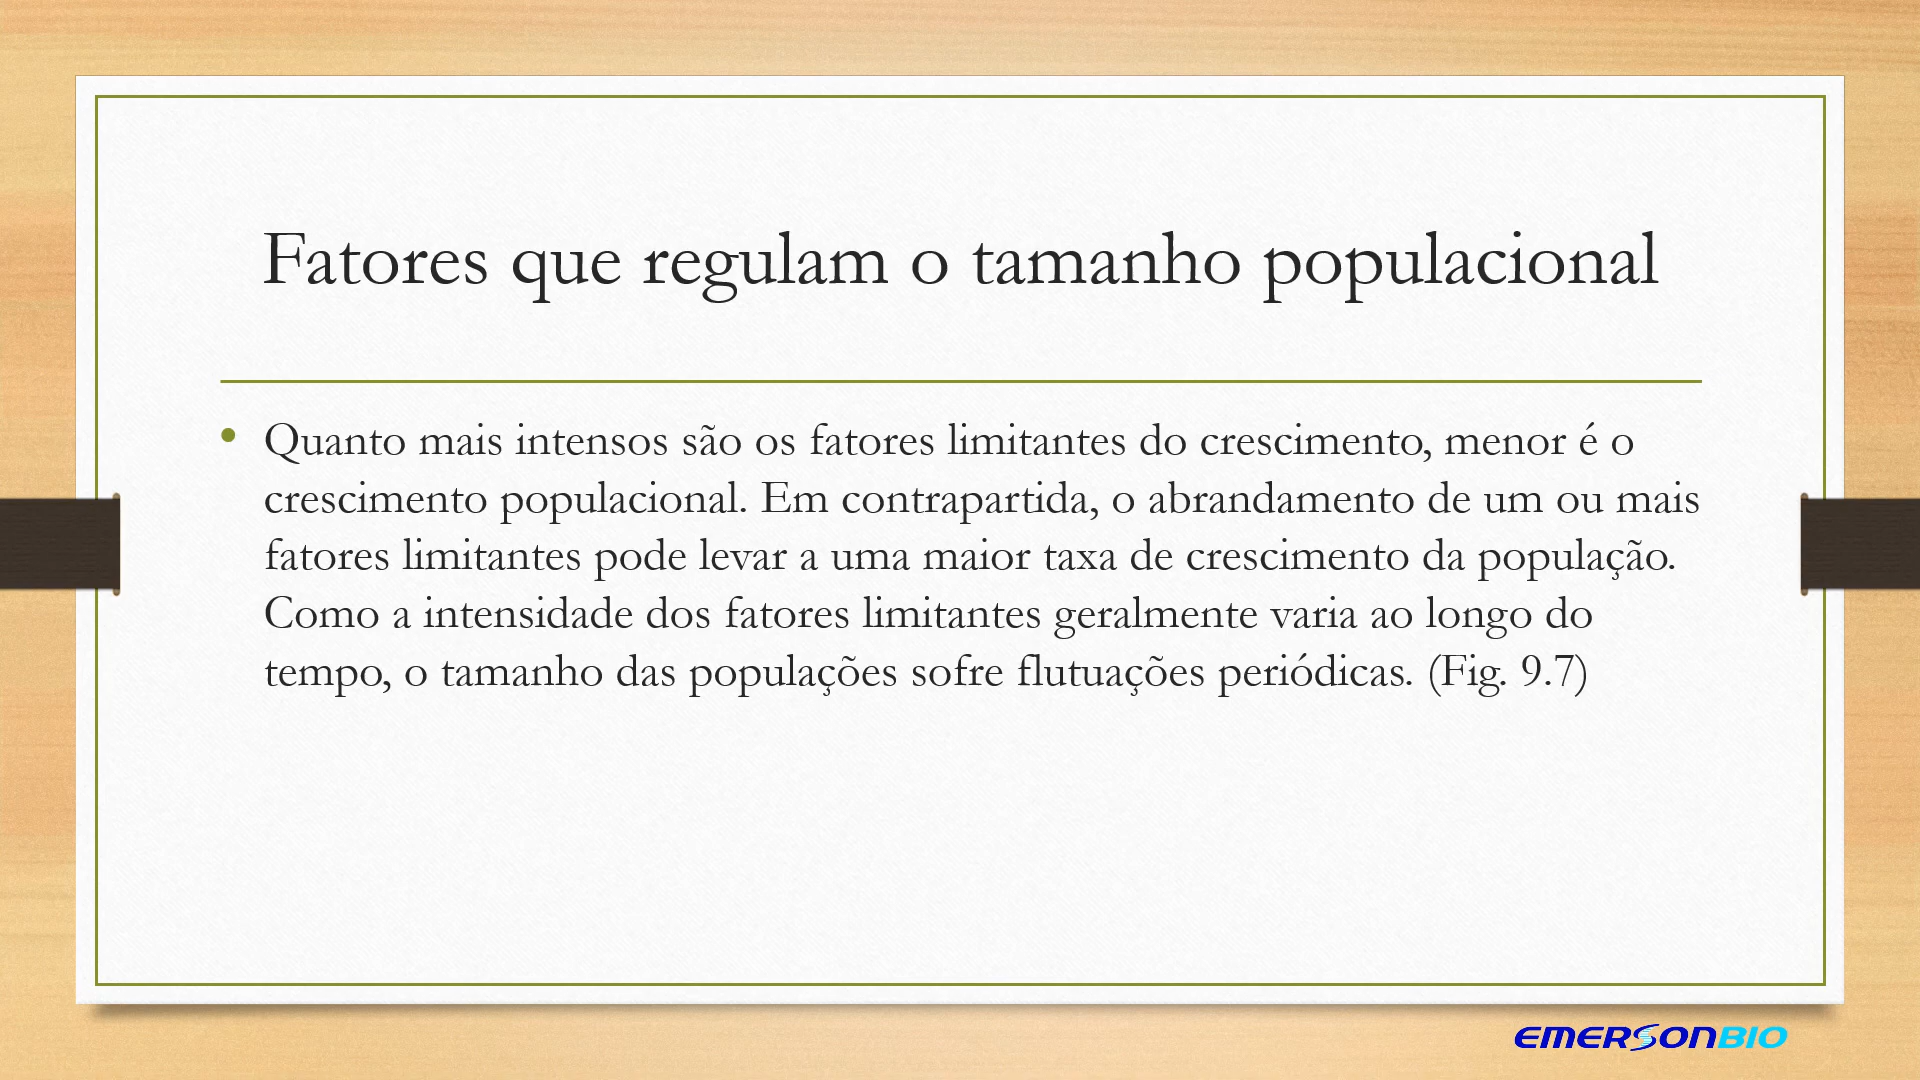 Fatores que regulam o tamanho populacional
• Quanto mais intensos são os fatores limitantes do crescimento, menor é o
crescimento populacional. Em contrapartida, o abrandamento de um ou mais
fatores limitantes pode levar a uma maior taxa de crescimento da população.
Como a intensidade dos fatores limitantes geralmente varia ao longo do
tempo, o tamanho das populações sofre flutuações periódicas. (Fig. 9.7)
EMERSONBIO